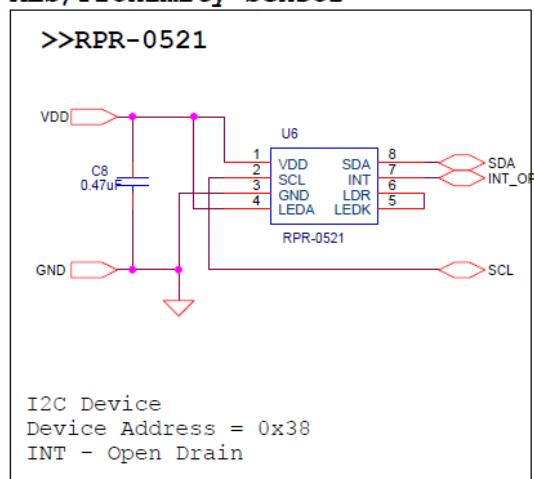 >>RPR-0521
VDD
U6
C8
0.47uF
1 VDD SDA 8 SDA
2 SCL INT 7
3 GND LDR 6
4 LEDA LEDK 5
RPR-0521
GND
SCL
I2C Device
Device Address = 0x38
INT - Open Drain